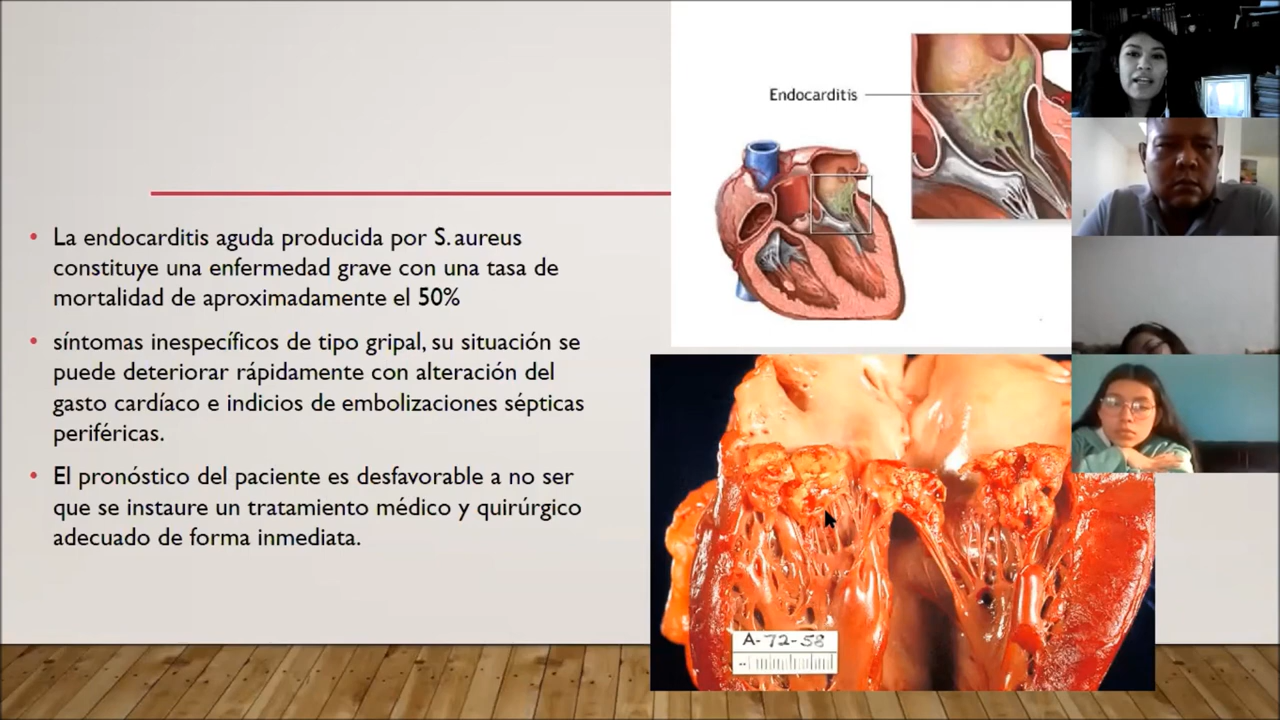 La endocarditis aguda producida por S. aureus
constituye una enfermedad grave con una tasa de
mortalidad de aproximadamente el 50%
síntomas inespecíficos de tipo gripal, su situación se
puede deteriorar rápidamente con alteración del
gasto cardíaco e indicios de embolizaciones sépticas
periféricas.
El pronóstico del paciente es desfavorable a no ser
que se instaure un tratamiento médico y quirúrgico
adecuado de forma inmediata.
Endocarditis
A-72-58